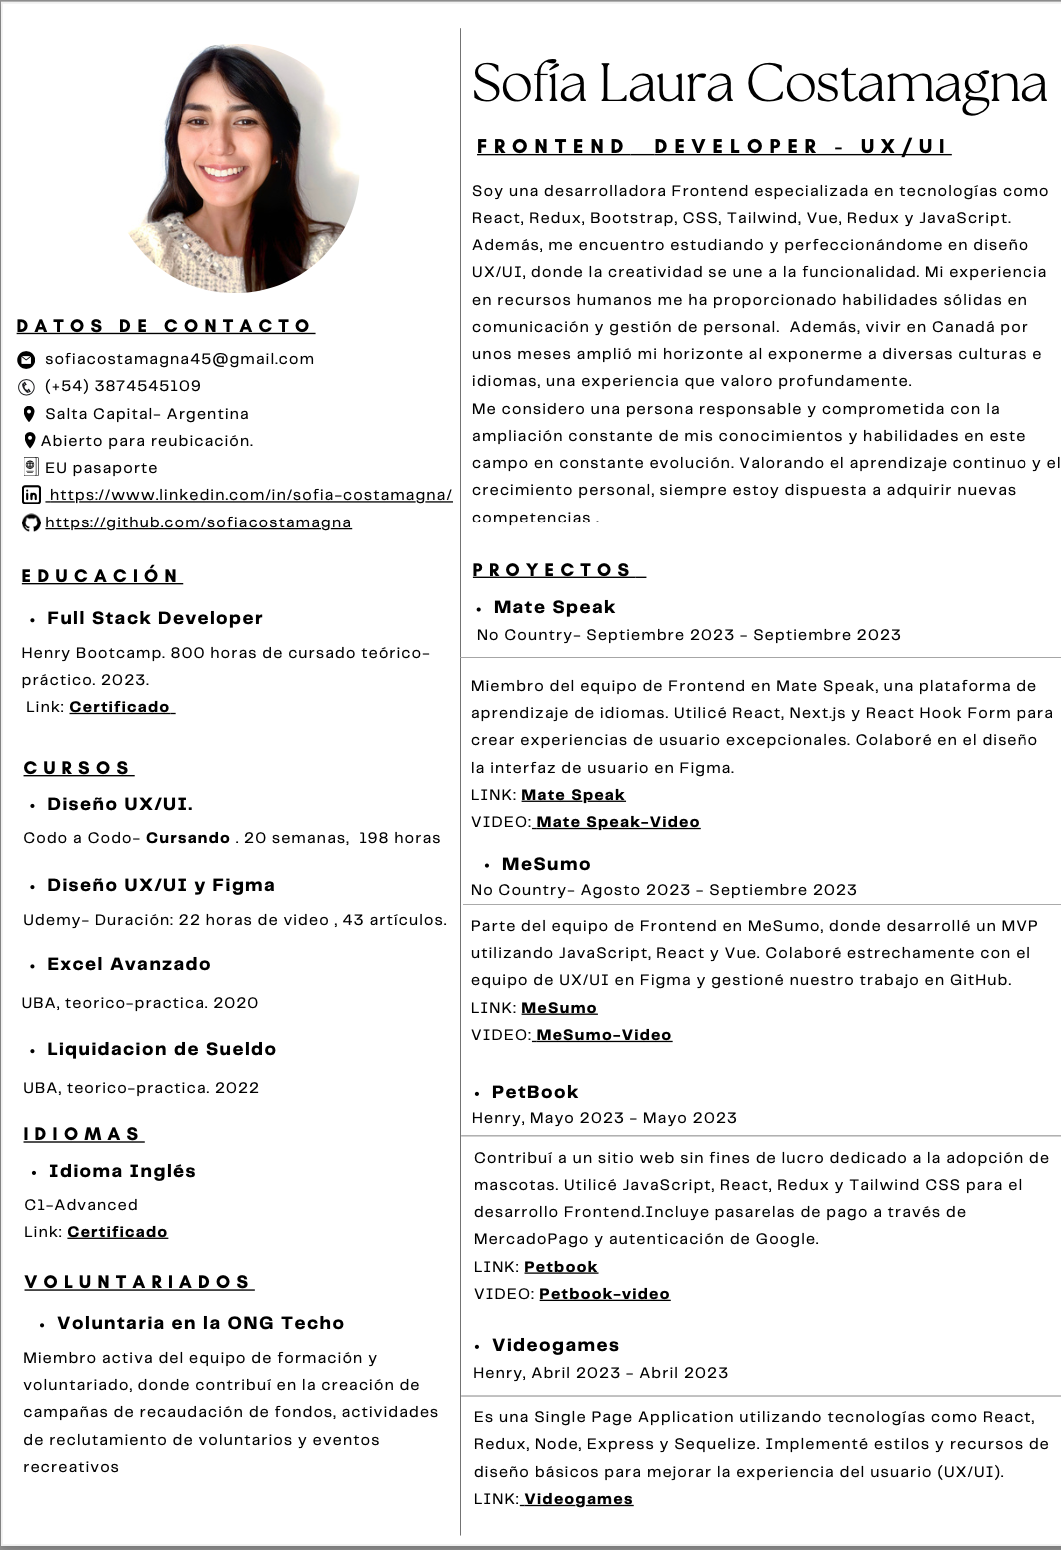 DATOS DE CONTACTO
sofiacostamagna45@gmail.com
(+54) 3874545109
Salta Capital- Argentina
Abierto para reubicación.
EU pasaporte
https://www.linkedin.com/in/sofia-costamagna/
https://github.com/sofiacostamagna
EDUCACIÓN
• Full Stack Developer
Henry Bootcamp. 800 horas de cursado teórico-
práctico. 2023.
Link: Certificado
CURSOS
• Diseño UX/UI.
Codo a Codo- Cursando . 20 semanas, 198 horas
• Diseño UX/UI y Figma
Udemy- Duración: 22 horas de video , 43 artículos.
• Excel Avanzado
UBA, teorico-practica. 2020
• Liquidacion de Sueldo
UBA, teorico-practica. 2022
IDIOMAS
• Idioma Inglés
C1-Advanced
Link: Certificado
VOLUNTARIADOS
• Voluntaria en la ONG Techo
Miembro activa del equipo de formación y
voluntariado, donde contribuí en la creación de
campañas de recaudación de fondos, actividades
de reclutamiento de voluntarios y eventos
recreativos
Sofía Laura Costamagna
FRONTEND DEVELOPER - UX/UI
Soy una desarrolladora Frontend especializada en tecnologías como
React, Redux, Bootstrap, CSS, Tailwind, Vue, Redux y JavaScript.
Además, me encuentro estudiando y perfeccionándome en diseño
UX/UI, donde la creatividad se une a la funcionalidad. Mi experiencia
en recursos humanos me ha proporcionado habilidades sólidas en
comunicación y gestión de personal. Además, vivir en Canadá por
unos meses amplió mi horizonte al exponerme a diversas culturas e
idiomas, una experiencia que valoro profundamente.
Me considero una persona responsable y comprometida con la
ampliación constante de mis conocimientos y habilidades en este
campo en constante evolución. Valorando el aprendizaje continuo y el
crecimiento personal, siempre estoy dispuesta a adquirir nuevas
competencias .
PROYECTOS
• Mate Speak
No Country- Septiembre 2023 - Septiembre 2023
Miembro del equipo de Frontend en Mate Speak, una plataforma de
aprendizaje de idiomas. Utilicé React, Next.js y React Hook Form para
crear experiencias de usuario excepcionales. Colaboré en el diseño
la interfaz de usuario en Figma.
LINK: Mate Speak
VIDEO: Mate Speak-Video
• MeSumo
No Country- Agosto 2023 - Septiembre 2023
Parte del equipo de Frontend en MeSumo, donde desarrollé un MVP
utilizando JavaScript, React y Vue. Colaboré estrechamente con el
equipo de UX/UI en Figma y gestioné nuestro trabajo en GitHub.
LINK: MeSumo
VIDEO: MeSumo-Video
• PetBook
Henry, Mayo 2023 - Mayo 2023
Contribuí a un sitio web sin fines de lucro dedicado a la adopción de
mascotas. Utilicé JavaScript, React, Redux y Tailwind CSS para el
desarrollo Frontend.Incluye pasarelas de pago a través de
MercadoPago y autenticación de Google.
LINK: Petbook
VIDEO: Petbook-video
• Videogames
Henry, Abril 2023 - Abril 2023
Es una Single Page Application utilizando tecnologías como React,
Redux, Node, Express y Sequelize. Implementé estilos y recursos de
diseño básicos para mejorar la experiencia del usuario (UX/UI).
LINK: Videogames